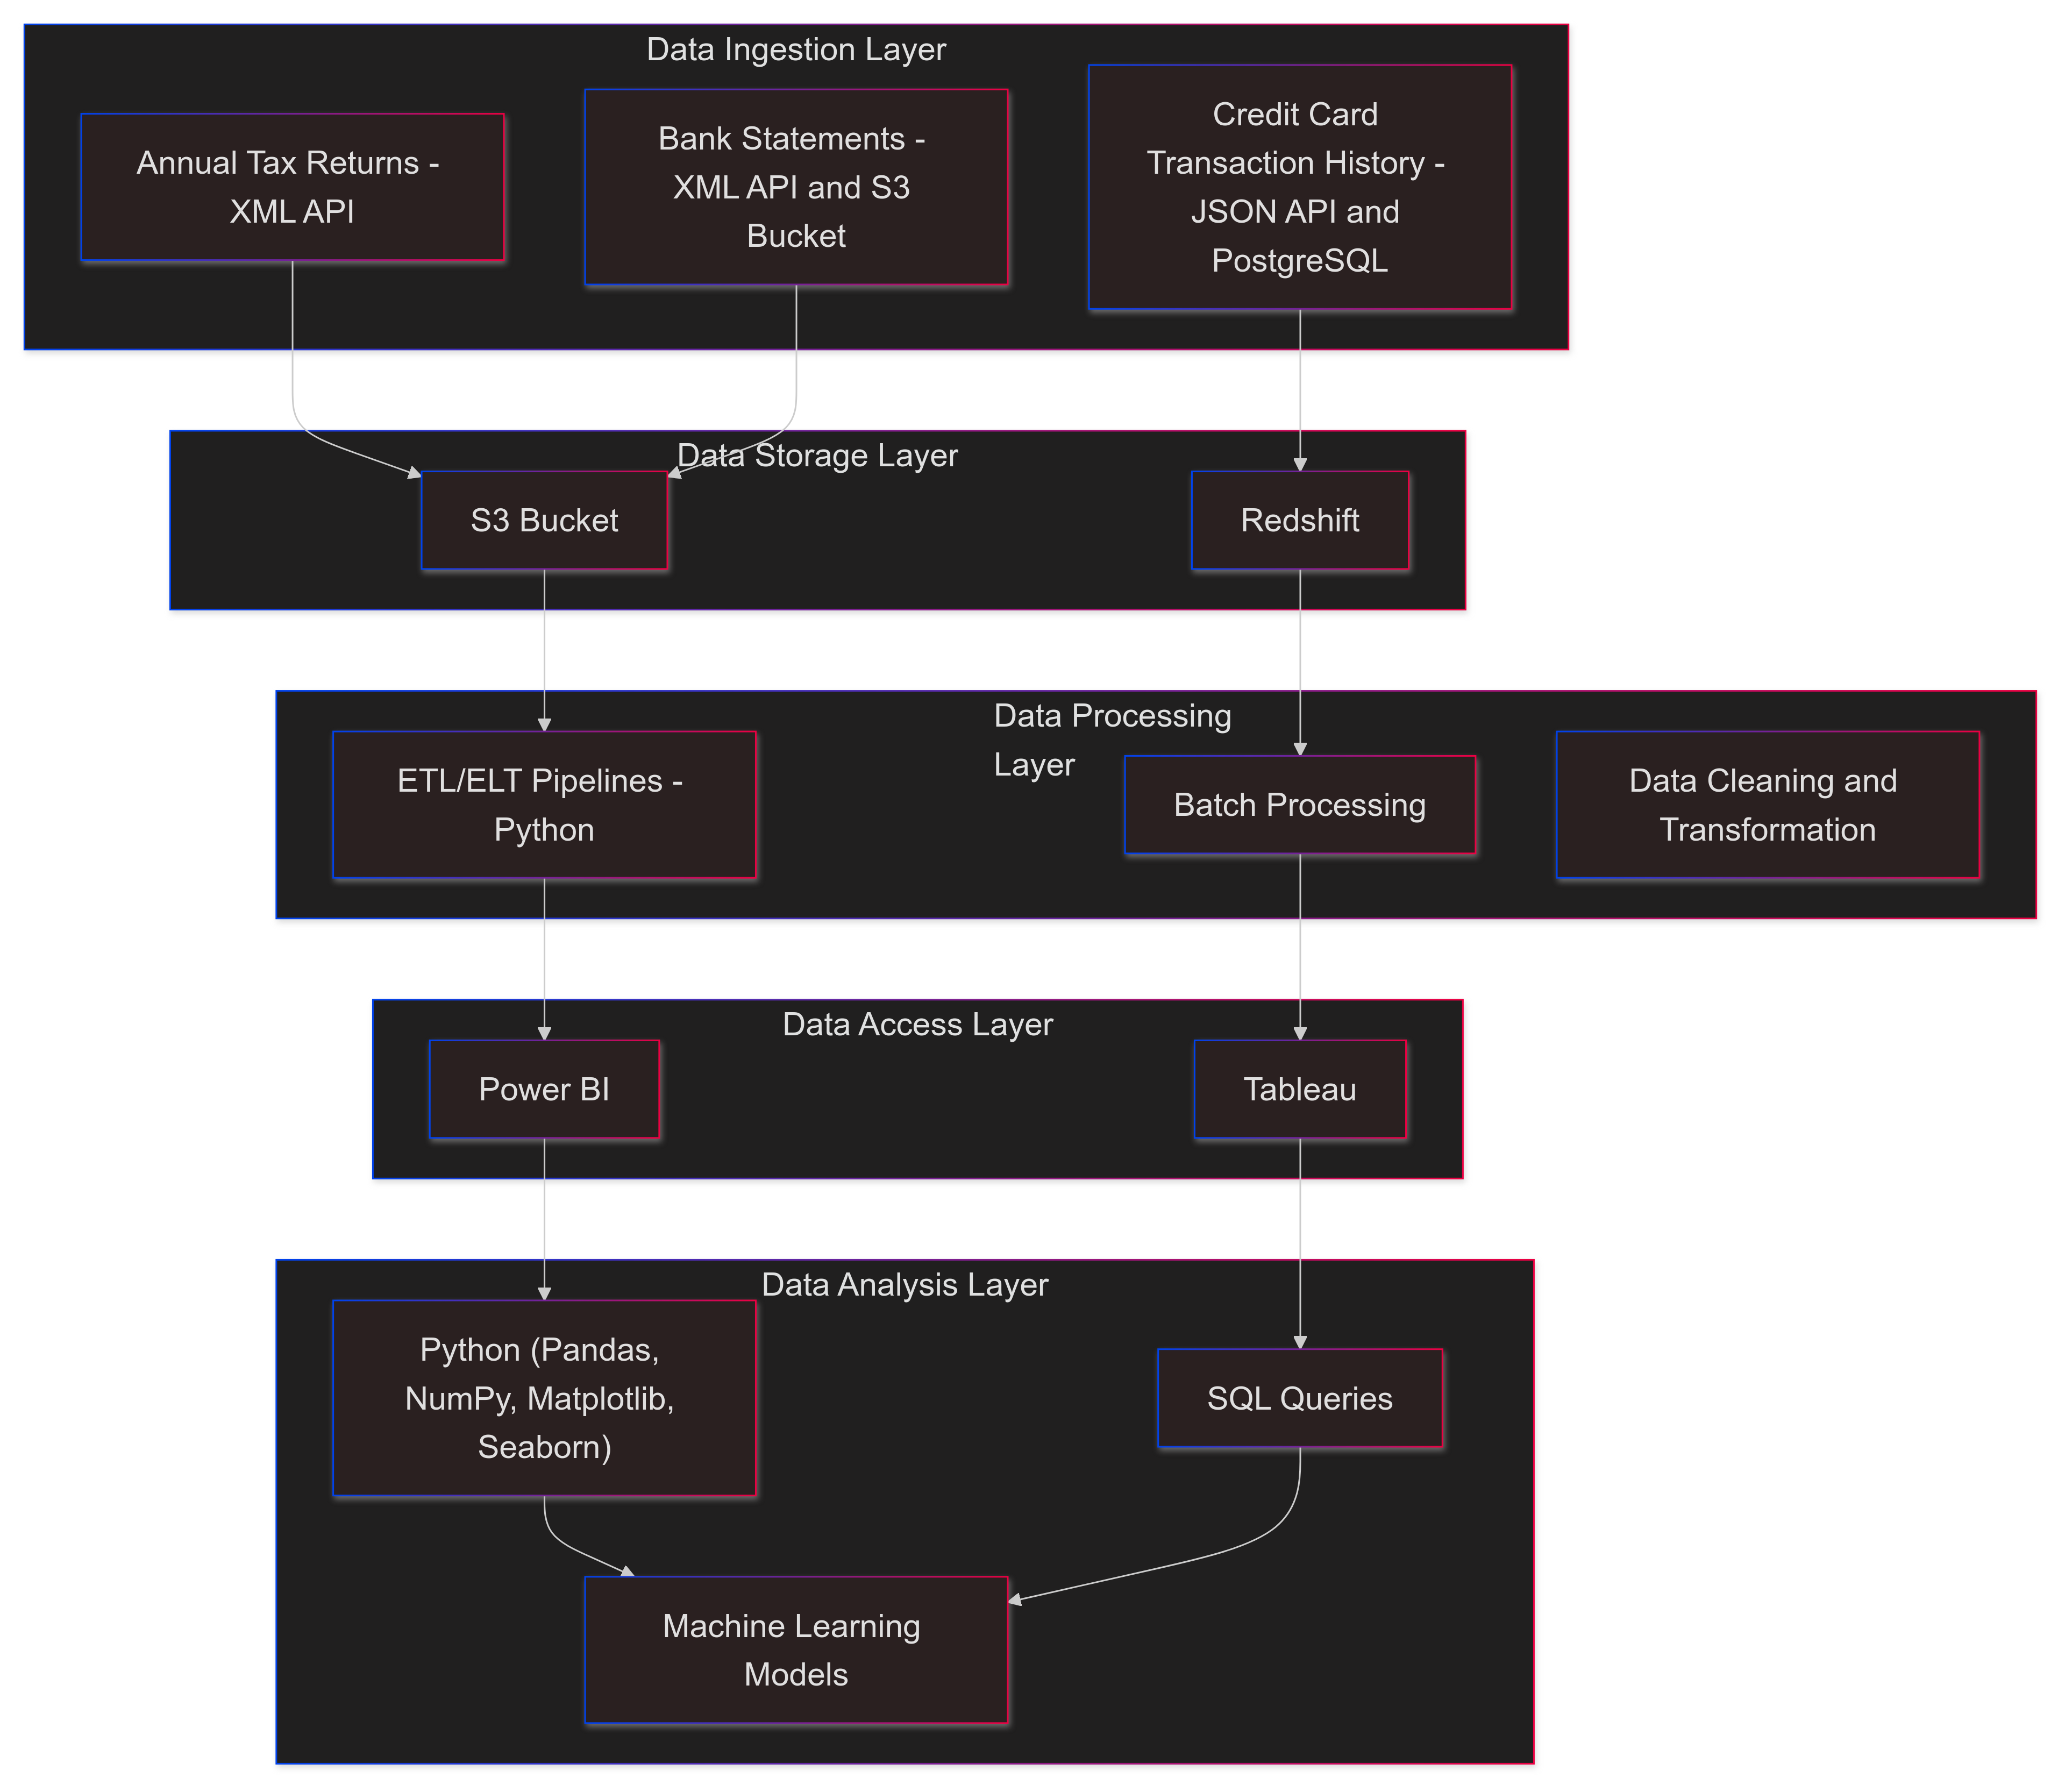 Data Ingestion Layer
Annual Tax Returns -
XML API
Bank Statements -
XML API and S3
Bucket
Credit Card
Transaction History -
JSON API and
PostgreSQL
Data Storage Layer
S3 Bucket
Redshift
Data Processing
Layer
ETL/ELT Pipelines -
Python
Batch Processing
Data Cleaning and
Transformation
Data Access Layer
Power BI
Tableau
Data Analysis Layer
Python (Pandas,
NumPy, Matplotlib,
Seaborn)
SQL Queries
Machine Learning
Models